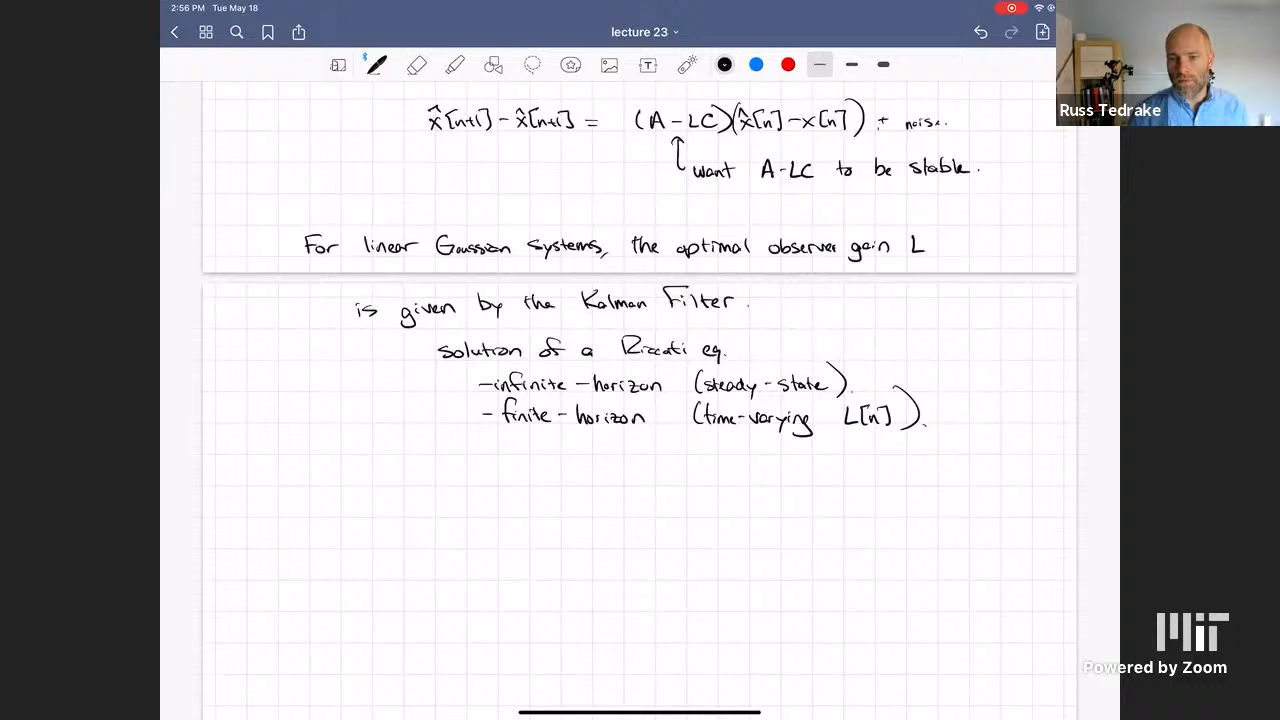 2:56 PM Tue May 18
lecture 23
Russ Tedrake
x̂[n+1] - x̂[n+1] = (A - LC)(x̂[n] - x[n]) + noise.
want A-LC to be stable.
For linear Gaussian systems, the optimal observer gain L
is given by the Kalman Filter.
solution of a Riccati eq.
- infinite - horizon (steady - state).
- finite - horizon (time-varying L[n]).
MIT
Powered by Zoom